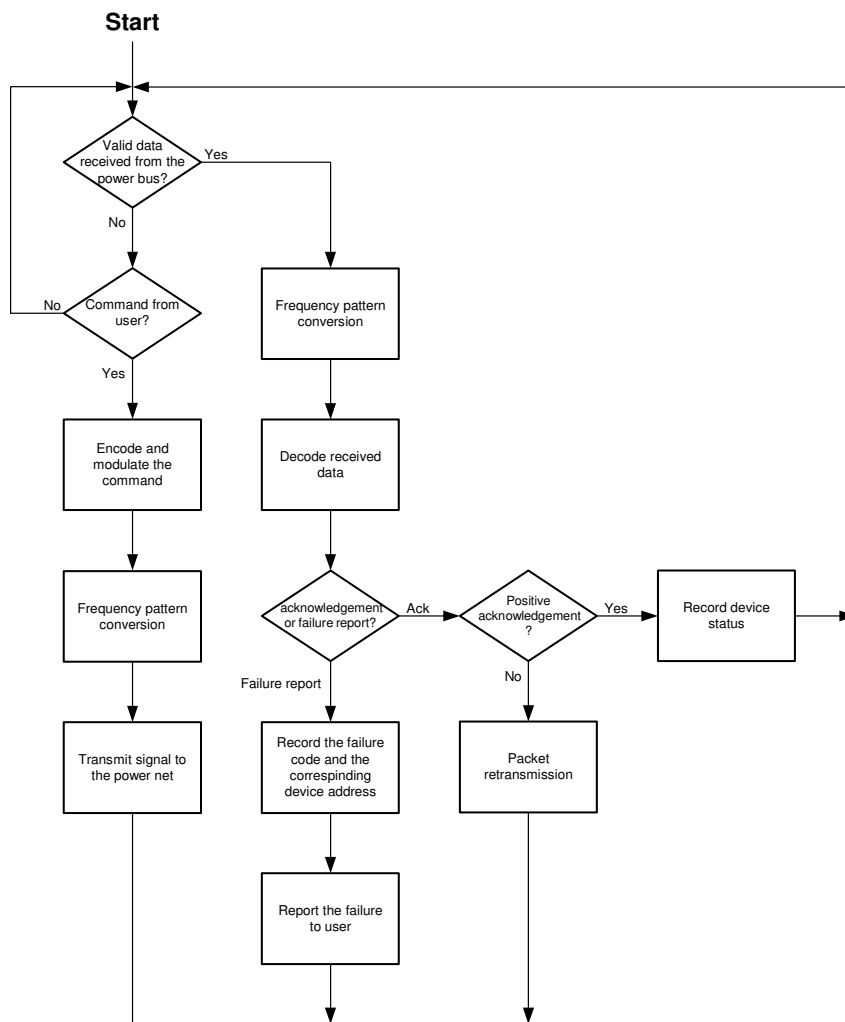 Start
Valid data
received from the
power bus?
Yes
No
Command from
user?
No
Yes
Frequency pattern
conversion
Encode and
modulate the
command
Decode received
data
Frequency pattern
conversion
acknowledgement
or failure report?
Ack
Positive
acknowledgement
?
Yes
Record device
status
Failure report
No
Transmit signal to
the power net
Record the failure
code and the
correspinding
device address
Packet
retransmission
Report the failure
to user